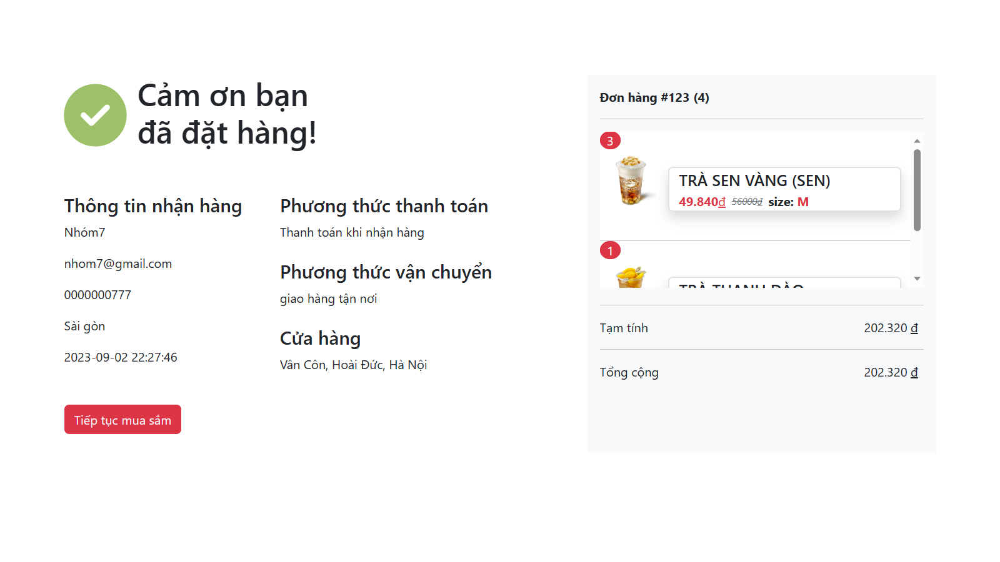 Cảm ơn bạn
đã đặt hàng!
Thông tin nhận hàng
Nhóm7
nhom7@gmail.com
0000000777
Sài gòn
2023-09-02 22:27:46
Tiếp tục mua sắm
Phương thức thanh toán
Thanh toán khi nhận hàng
Phương thức vận chuyển
giao hàng tận nơi
Cửa hàng
Vân Côn, Hoài Đức, Hà Nội
Đơn hàng #123 (4)
3
TRÀ SEN VÀNG (SEN)
49.840đ 56000đ size: M
1
TRÀ THANH ĐÀO
Tạm tính 202.320 đ
Tổng cộng 202.320 đ